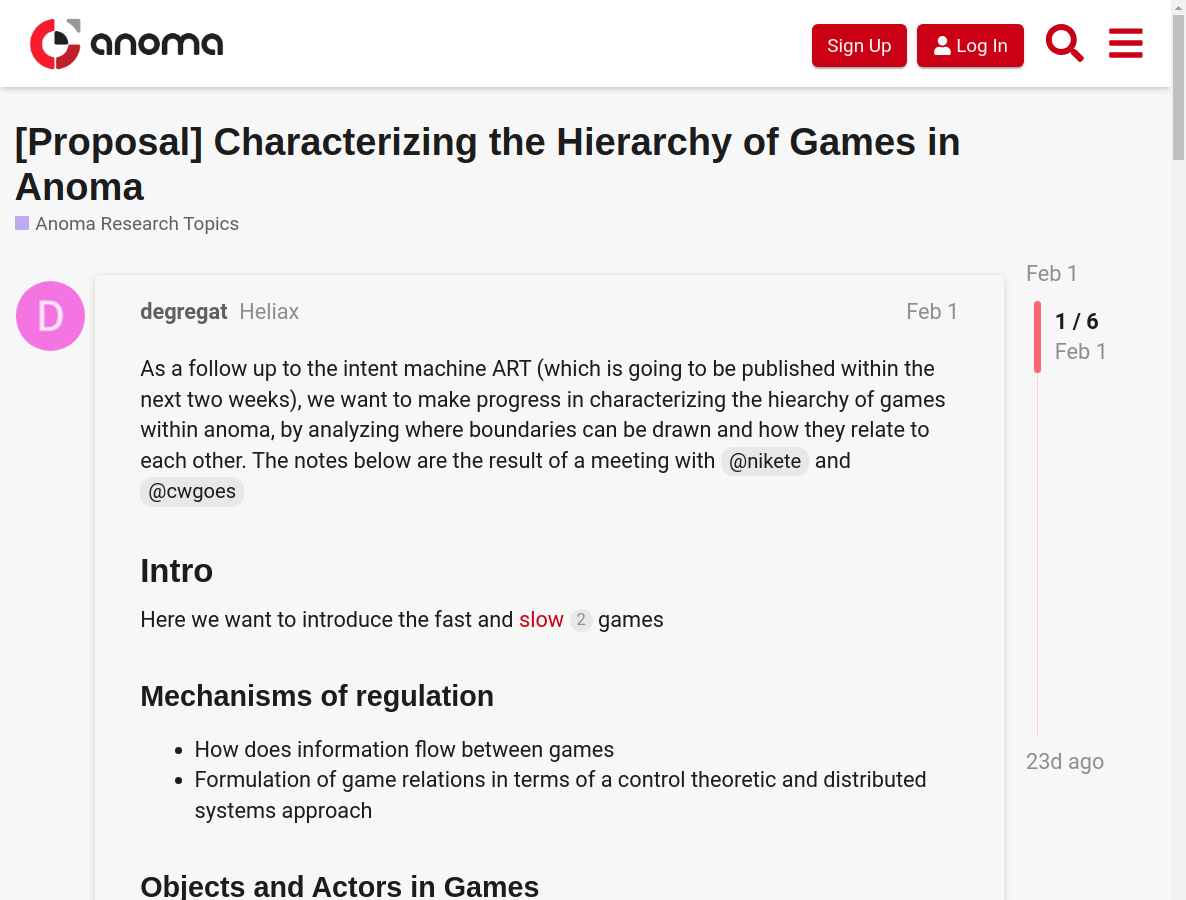 anoma
Sign Up
Log In
[Proposal] Characterizing the Hierarchy of Games in
Anoma
Anoma Research Topics
Feb 1
D
degregat Heliax Feb 1
1 / 6
Feb 1
As a follow up to the intent machine ART (which is going to be published within the
next two weeks), we want to make progress in characterizing the hiearchy of games
within anoma, by analyzing where boundaries can be drawn and how they relate to
each other. The notes below are the result of a meeting with @nikete and
@cwgoes
Intro
Here we want to introduce the fast and slow 2 games
Mechanisms of regulation
How does information flow between games
23d ago
Formulation of game relations in terms of a control theoretic and distributed
systems approach
Objects and Actors in Games